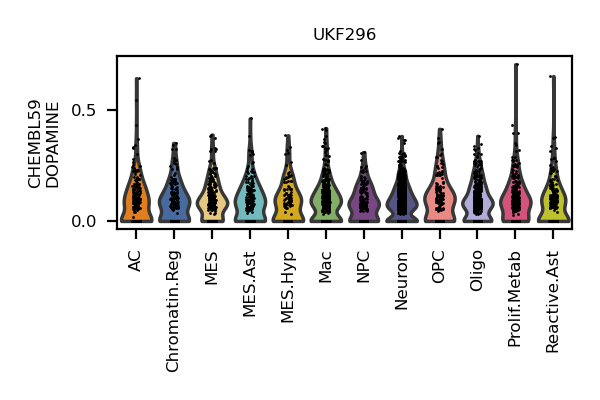 UKF296
CHEMBL59
DOPAMINE
0.5
0.0
AC
Chromatin.Reg
MES
MES.Ast
MES.Hyp
Mac
NPC
Neuron
OPC
Oligo
Prolif.Metab
Reactive.Ast